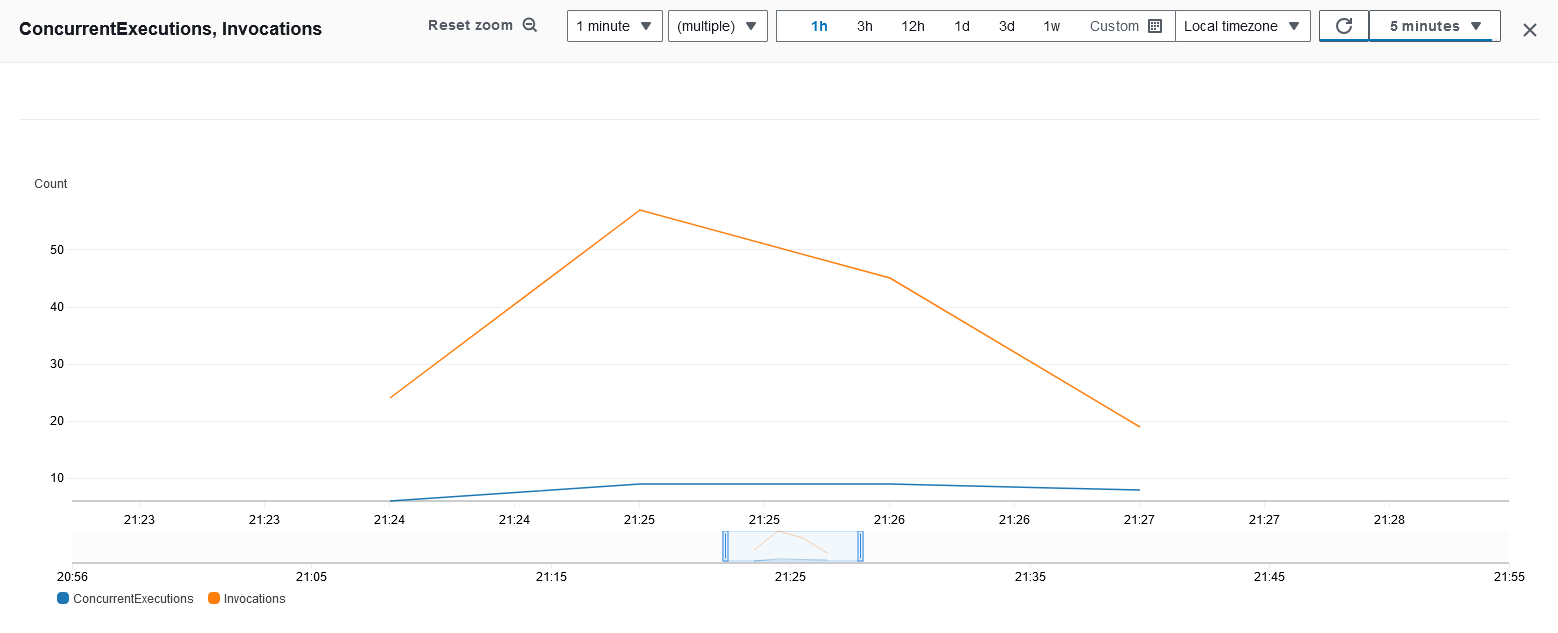 ConcurrentExecutions, Invocations
Reset zoom
1 minute
(multiple)
1h 3h 12h 1d 3d 1w Custom
Local timezone
5 minutes
Count
50
40
30
20
10
21:23 21:23 21:24 21:24 21:25 21:25 21:26 21:26 21:27 21:27 21:28
20:56 21:05 21:15 21:25 21:35 21:45 21:55
ConcurrentExecutions Invocations